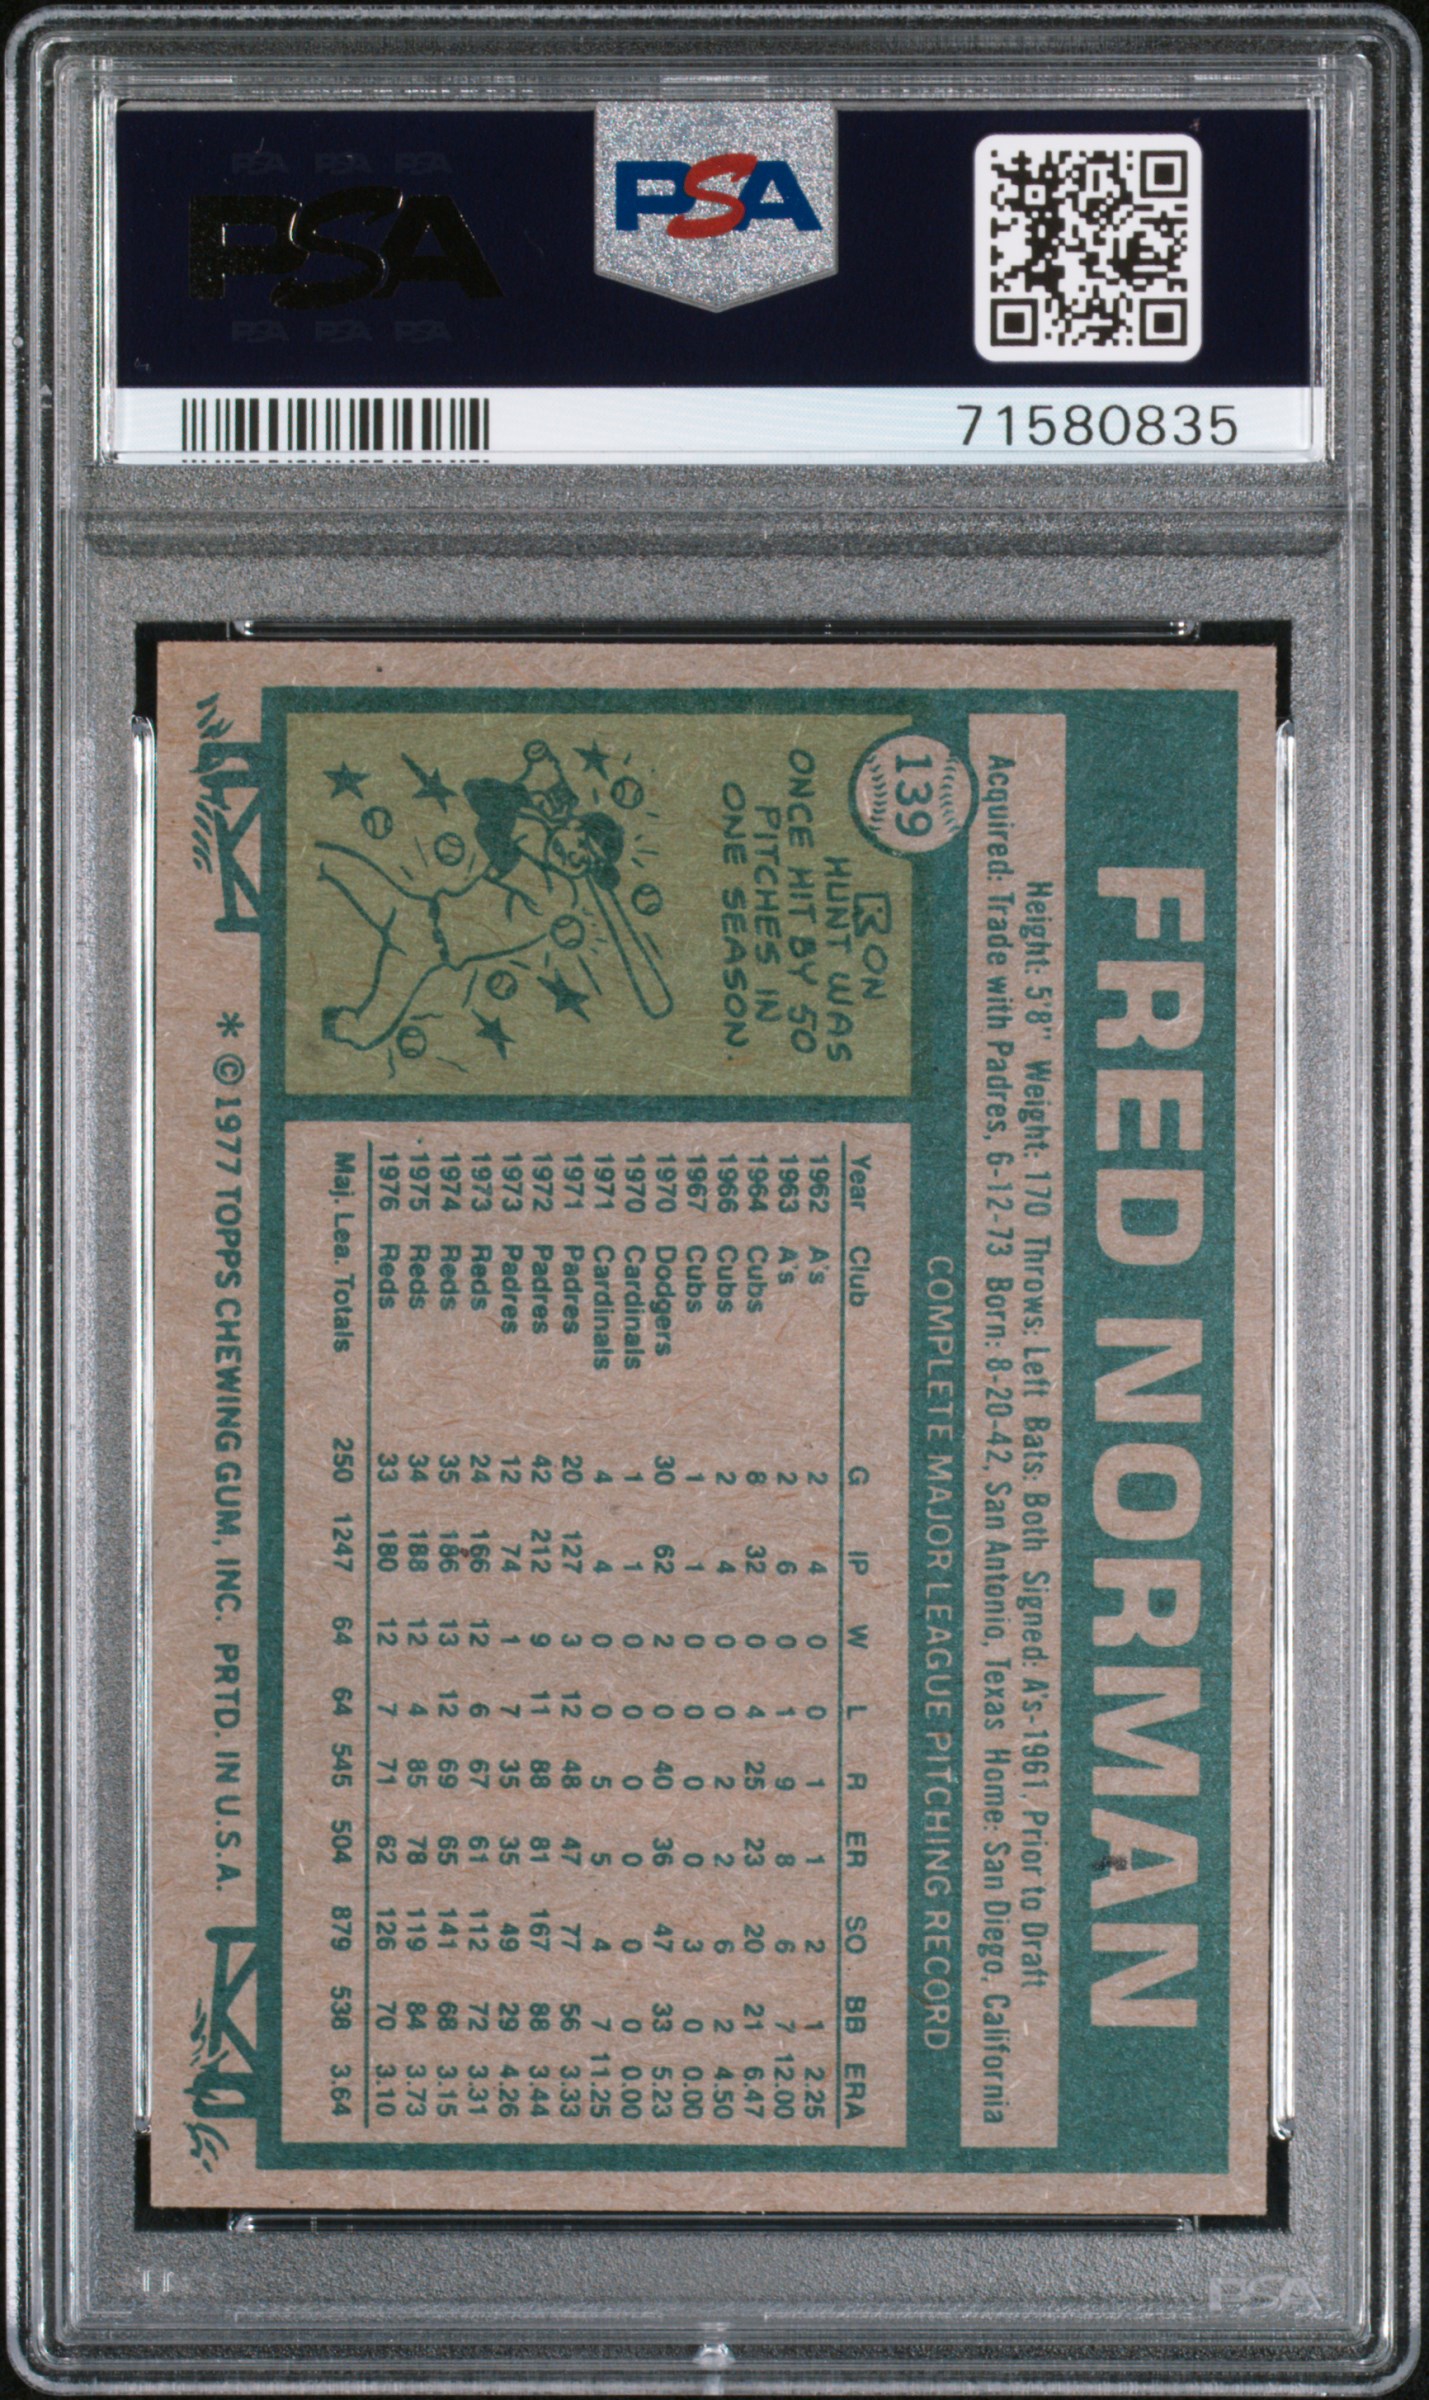 PSA PSA PSA
PSA
PSA PSA PSA
PSA
71580835
FRED NORMAN
Height: 5'8" Weight: 170 Throws: Left Bats: Both Signed: A's-1961, Prior to Draft
Acquired: Trade with Padres, 6-12-73 Born: 8-20-42, San Antonio, Texas Home: San Diego, California
139
COMPLETE MAJOR LEAGUE PITCHING RECORD
RON
HUNT WAS
ONCE HIT BY 50
PITCHES IN
ONE SEASON.
Year Club G IP W L R ER SO BB ERA
1962 A's 2 4 0 0 1 1 2 1 2.25
1963 A's 2 6 0 1 9 8 6 7 12.00
1964 Cubs 8 32 0 4 25 23 20 21 6.47
1966 Cubs 2 4 0 0 2 2 6 2 4.50
1967 Cubs 1 1 0 0 0 0 3 0 0.00
1970 Dodgers 30 62 2 0 40 36 47 33 5.23
1970 Cardinals 1 1 0 0 0 0 0 0 0.00
1971 Cardinals 4 4 0 0 5 5 4 7 11.25
1971 Padres 20 127 3 12 48 47 77 56 3.33
1972 Padres 42 212 9 11 88 81 167 88 3.44
1973 Padres 12 74 1 7 35 35 49 29 4.26
1973 Reds 24 166 12 6 67 61 112 72 3.31
1974 Reds 35 186 13 12 69 65 141 68 3.15
1975 Reds 34 188 12 4 85 78 119 84 3.73
1976 Reds 33 180 12 7 71 62 126 70 3.10
Maj. Lea. Totals 250 1247 64 64 545 504 879 538 3.64
* © 1977 TOPPS CHEWING GUM, INC. PRTD. IN U.S.A.
PSA